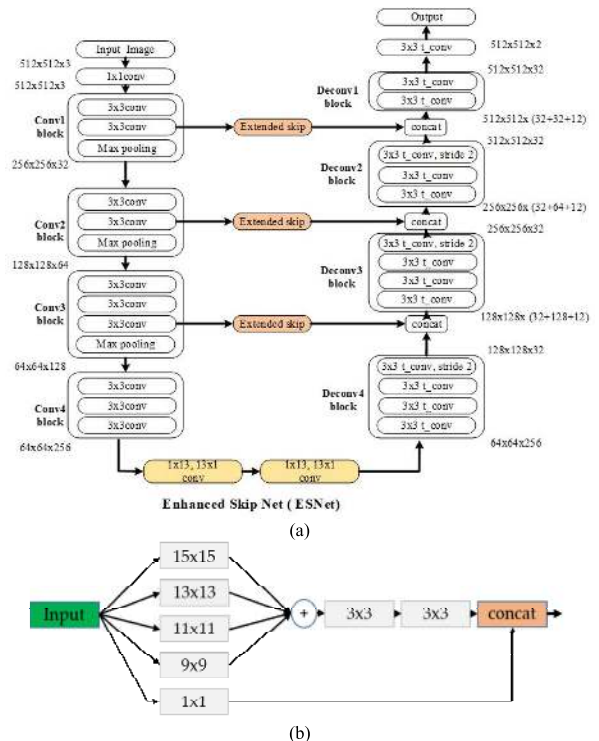 Input Image
512x512x3
1x1conv
512x512x3
Conv1
block
3x3conv
3x3conv
Max pooling
256x256x32
Conv2
block
3x3conv
3x3conv
Max pooling
128x128x64
Conv3
block
3x3conv
3x3conv
3x3conv
Max pooling
64x64x128
Conv4
block
3x3conv
3x3conv
3x3conv
64x64x256
Extended skip
Extended skip
Extended skip
1x13, 13x1
conv
1x13, 13x1
conv
Output
3x3 t_conv
512x512x2
512x512x32
Deconv1
block
3x3 t_conv
3x3 t_conv
concat
512x512x (32+32+12)
512x512x32
Deconv2
block
3x3 t_conv, stride 2
3x3 t_conv
3x3 t_conv
concat
256x256x (32+64+12)
256x256x32
Deconv3
block
3x3 t_conv, stride 2
3x3 t_conv
3x3 t_conv
3x3 t_conv
concat
128x128x (32+128+12)
128x128x32
Deconv4
block
3x3 t_conv, stride 2
3x3 t_conv
3x3 t_conv
3x3 t_conv
64x64x256
Enhanced Skip Net ( ESNet)
(a)
Input
15x15
13x13
11x11
9x9
1x1
+
3x3
3x3
concat
(b)